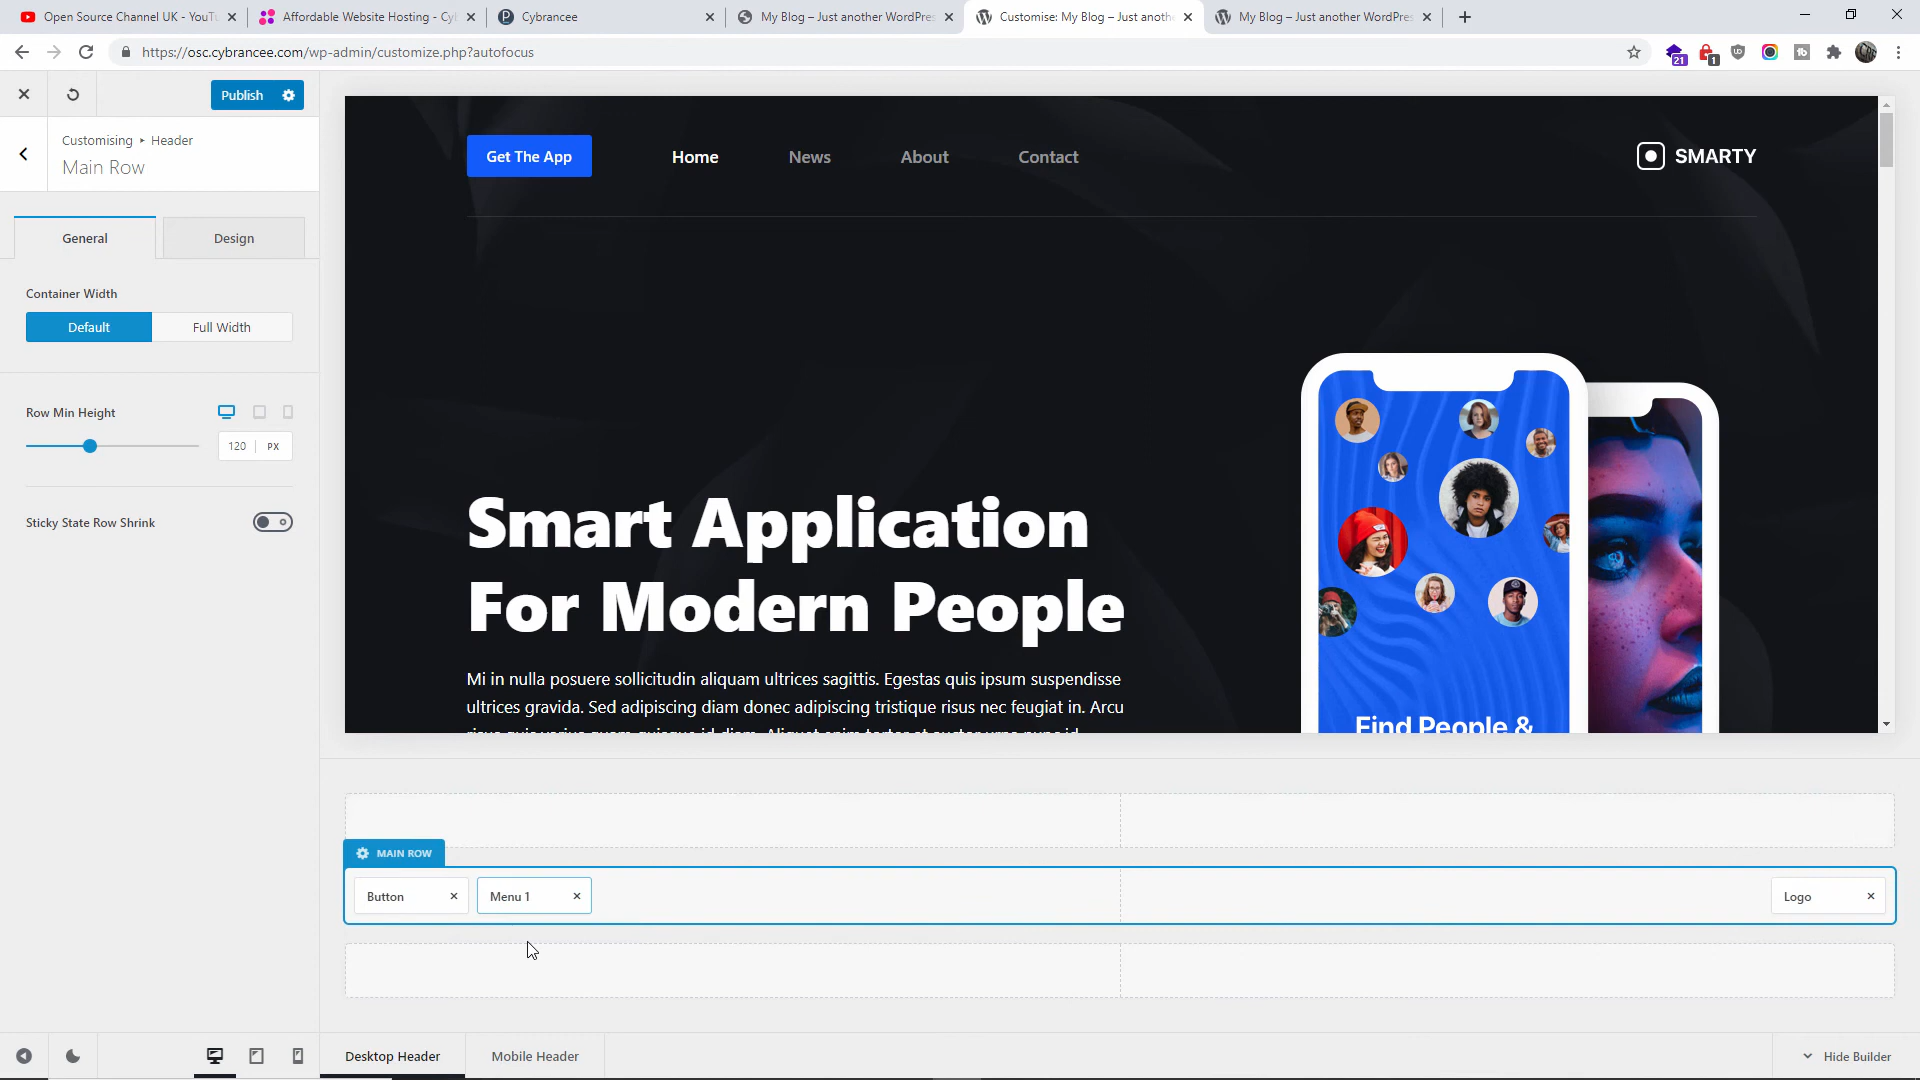 Open Source Channel UK - YouTu
Affordable Website Hosting - Cyb
Cybrancee
My Blog – Just another WordPres
Customise: My Blog – Just anoth
My Blog – Just another WordPres
https://osc.cybrancee.com/wp-admin/customize.php?autofocus
21
1
Publish
Customising ▸ Header
Main Row
General
Design
Container Width
Default
Full Width
Row Min Height
120
PX
Sticky State Row Shrink
Get The App
Home
News
About
Contact
SMARTY
Smart Application
For Modern People
Mi in nulla posuere sollicitudin aliquam ultrices sagittis. Egestas quis ipsum suspendisse
ultrices gravida. Sed adipiscing diam donec adipiscing tristique risus nec feugiat in. Arcu
Find People &
MAIN ROW
Button
Menu 1
Logo
Desktop Header
Mobile Header
Hide Builder